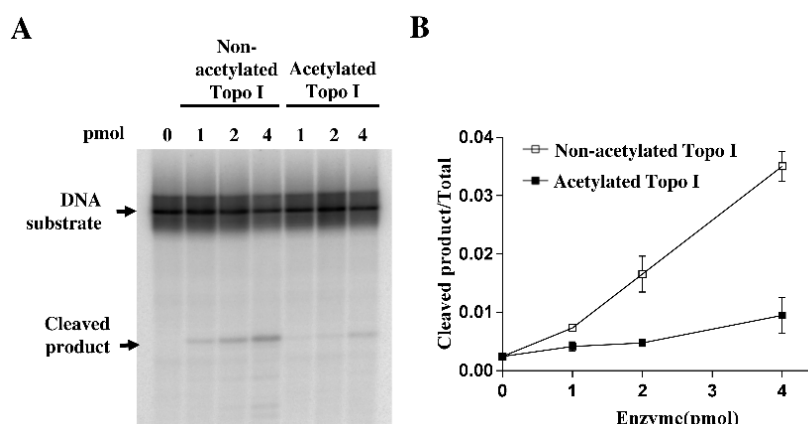 A
Non-
acetylated
Topo I
Acetylated
Topo I
pmol 0 1 2 4 1 2 4
DNA
substrate
Cleaved
product
B
Cleaved product/Total
0.04
0.03
0.02
0.01
0.00
Non-acetylated Topo I
Acetylated Topo I
0 1 2 3 4
Enzyme(pmol)